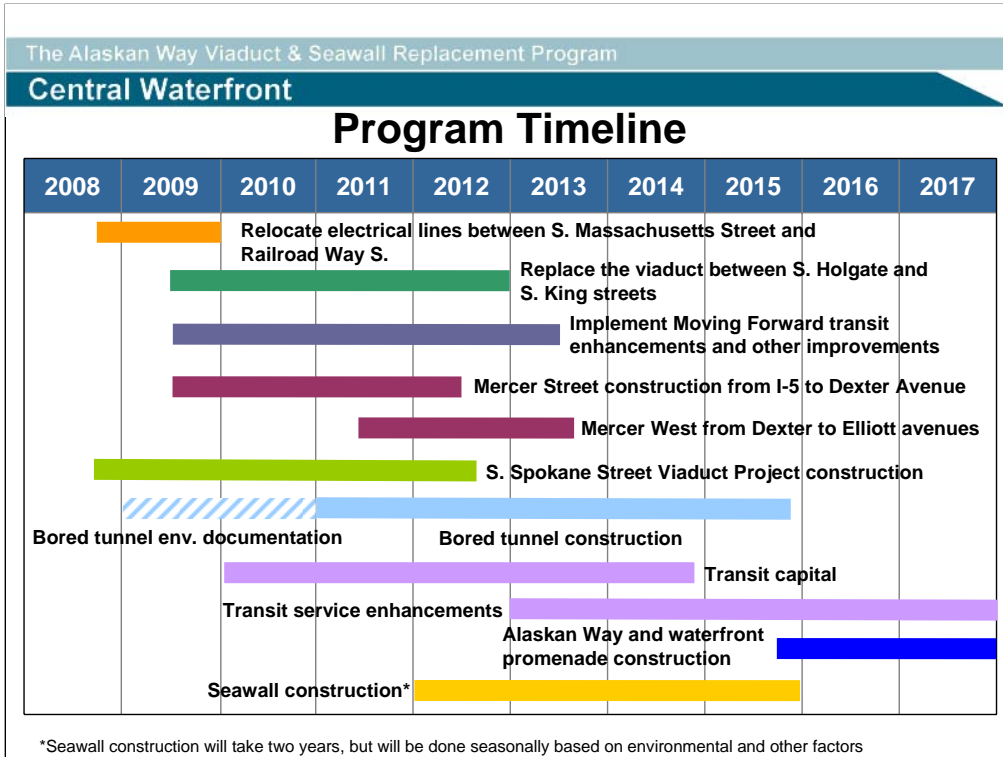 The Alaskan Way Viaduct & Seawall Replacement Program
Central Waterfront
Program Timeline
2008 2009 2010 2011 2012 2013 2014 2015 2016 2017
Relocate electrical lines between S. Massachusetts Street and
Railroad Way S.
Replace the viaduct between S. Holgate and
S. King streets
Implement Moving Forward transit
enhancements and other improvements
Mercer Street construction from I-5 to Dexter Avenue
Mercer West from Dexter to Elliott avenues
S. Spokane Street Viaduct Project construction
Bored tunnel env. documentation
Bored tunnel construction
Transit capital
Transit service enhancements
Alaskan Way and waterfront
promenade construction
Seawall construction*
*Seawall construction will take two years, but will be done seasonally based on environmental and other factors